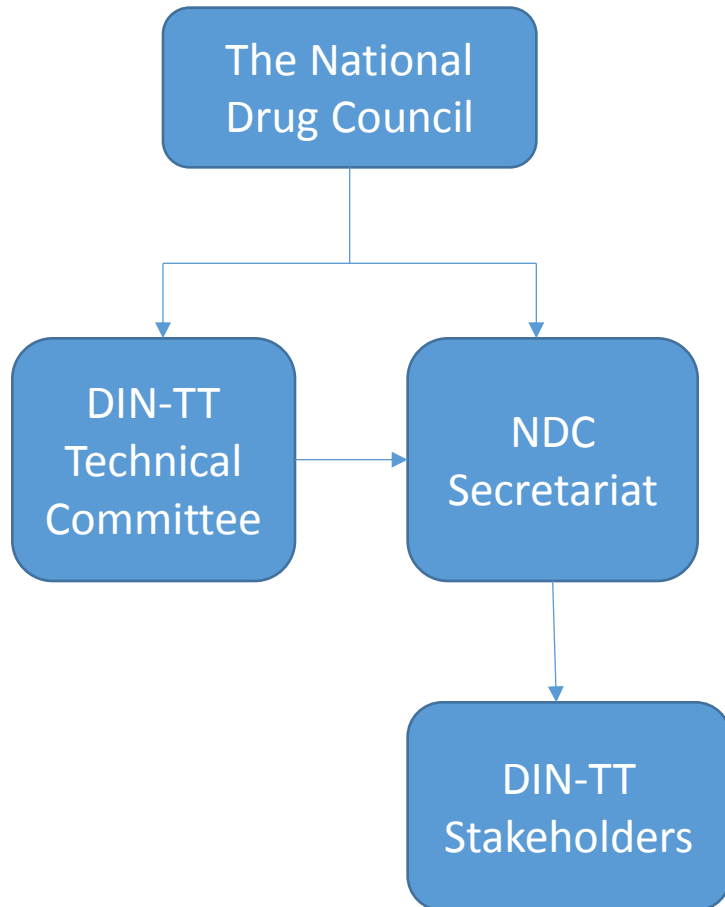 The National
Drug Council
DIN-TT
Technical
Committee
NDC
Secretariat
DIN-TT
Stakeholders